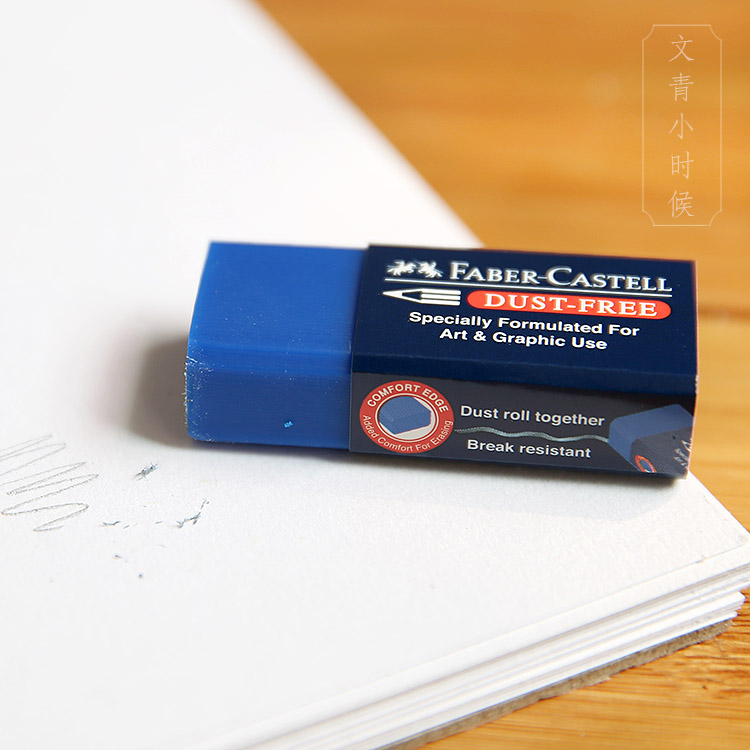 文青小时候
FABER-CASTELL
DUST-FREE
Specially Formulated For
Art & Graphic Use
COMFORT EDGE
Added Comfort For Erasing
Dust roll together
Break resistant